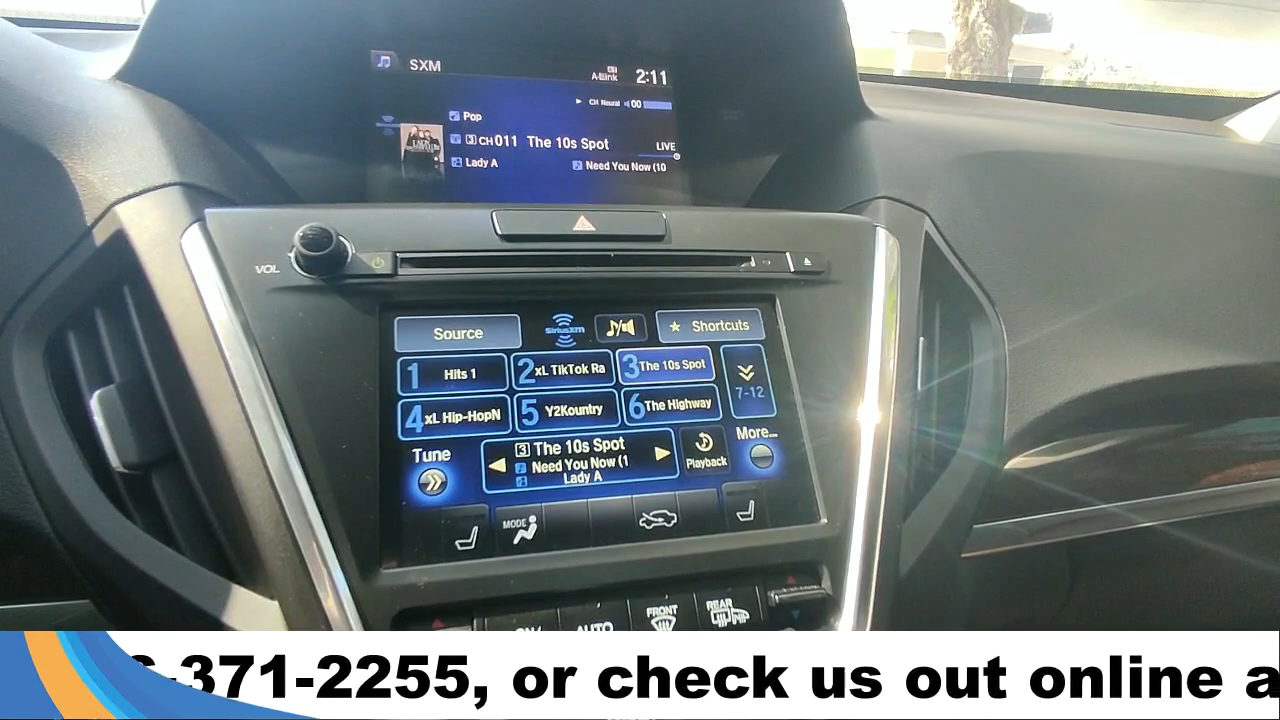 SXM
A-Link 2:11
CH Neural 00
Pop
3 CH 011 The 10s Spot LIVE
Lady A Need You Now (10
VOL
Source SiriusXM Shortcuts
1 Hits 1 2 xL TikTok Ra 3 The 10s Spot
7-12
4 xL Hip-HopN 5 Y2Kountry 6 The Highway
Tune 3 The 10s Spot More...
Need You Now (1 Playback
Lady A
MODE
AUTO FRONT REAR
-371-2255, or check us out online a